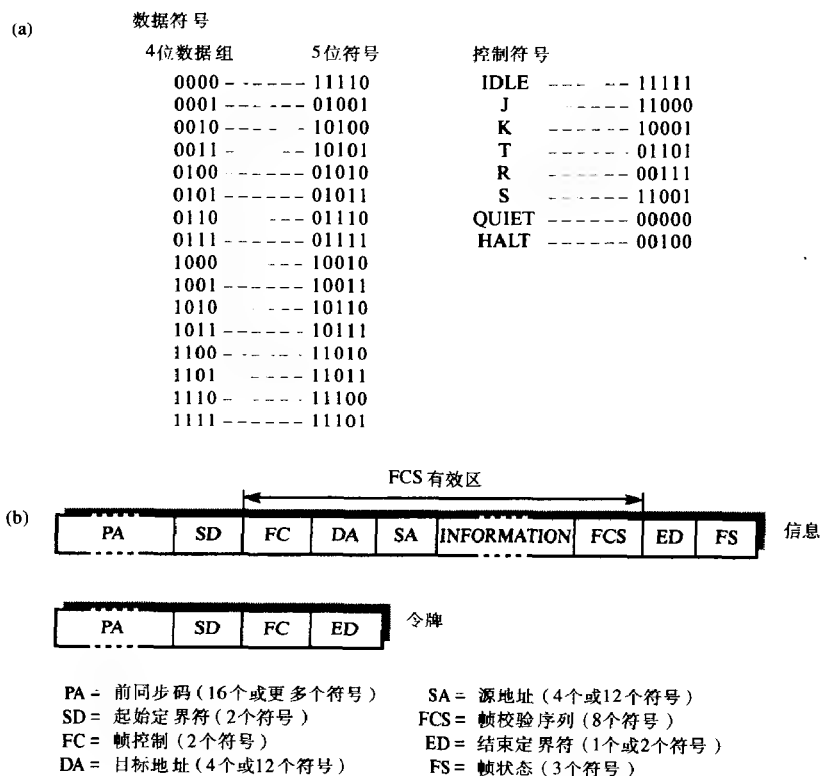 (a)
数据符号
4位数据组 5位符号
0000------11110
0001------01001
0010------10100
0011------10101
0100------01010
0101------01011
0110------01110
0111------01111
1000------10010
1001------10011
1010------10110
1011------10111
1100------11010
1101------11011
1110------11100
1111------11101
控制符号
IDLE ------ 11111
J ------ 11000
K ------ 10001
T ------ 01101
R ------ 00111
S ------ 11001
QUIET ------ 00000
HALT ------ 00100
FCS 有效区
(b)
PA SD FC DA SA INFORMATION FCS ED FS 信息
PA SD FC ED 令牌
PA = 前同步码(16个或更多个符号)
SD = 起始定界符(2个符号)
FC = 帧控制(2个符号)
DA = 目标地址(4个或12个符号)
SA = 源地址(4个或12个符号)
FCS = 帧校验序列(8个符号)
ED = 结束定界符(1个或2个符号)
FS = 帧状态(3个符号)